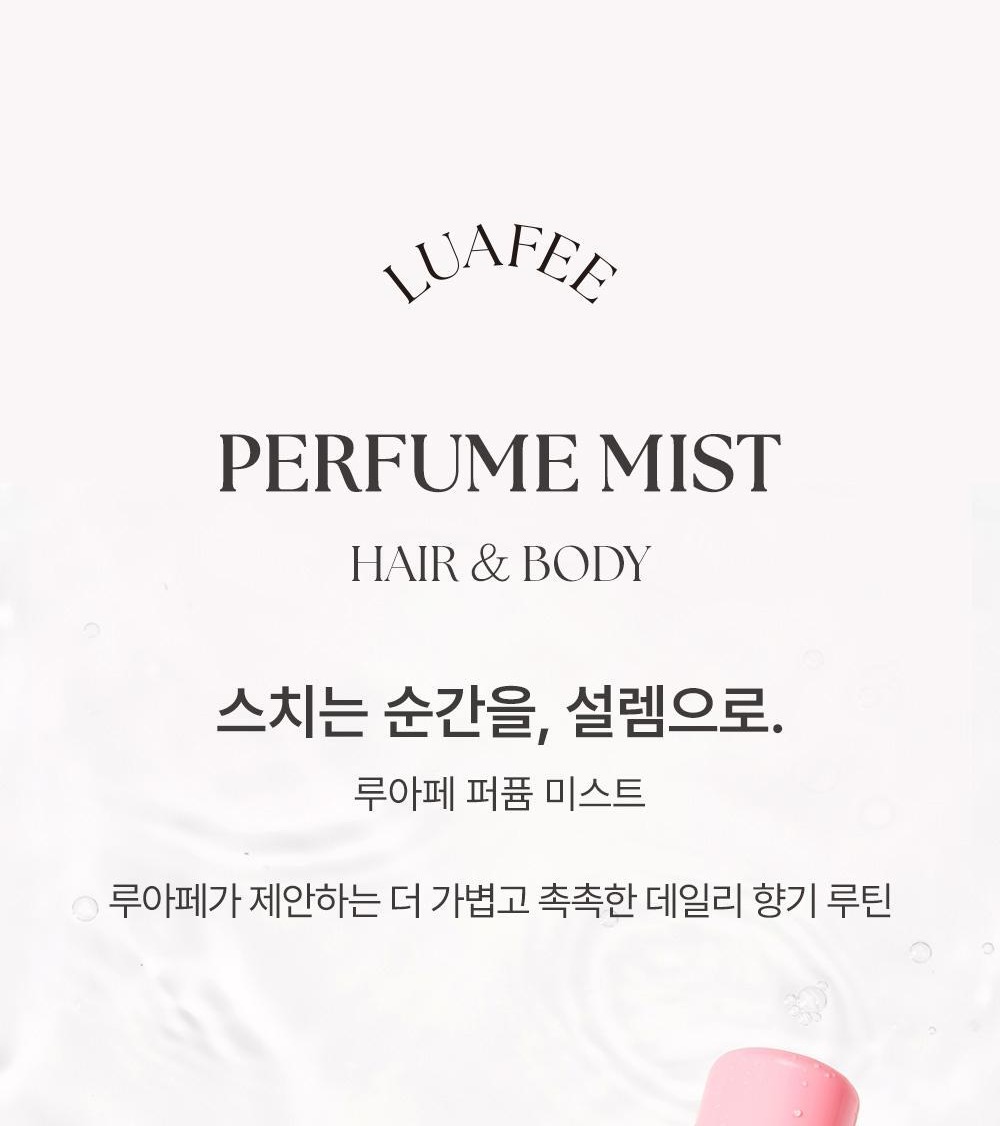 LUAFEE
PERFUME MIST
HAIR & BODY
스치는 순간을, 설렘으로.
루아페 퍼퓸 미스트
루아페가 제안하는 더 가볍고 촉촉한 데일리 향기 루틴